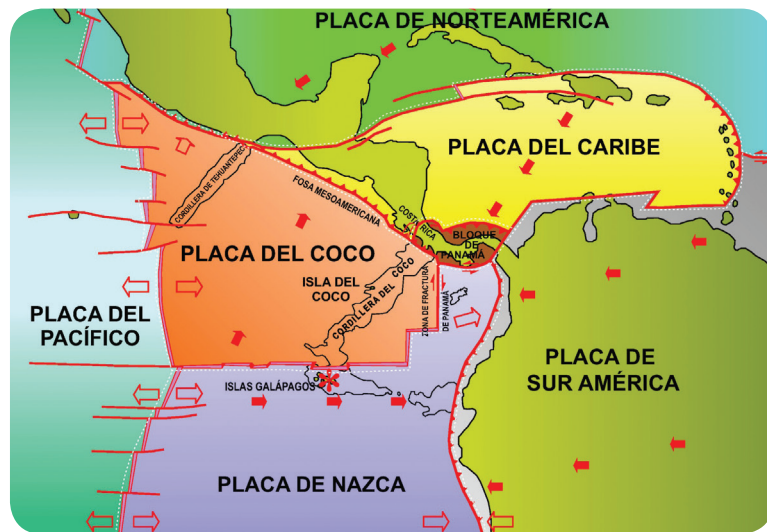 PLACA DE NORTEAMÉRICA
PLACA DEL CARIBE
CORDILLERA DE TEHUANTEPEC
FOSA MESOAMERICANA
COSTA RICA
BLOQUE
DE
PANAMÁ
PLACA DEL COCO
ISLA DEL
COCO
CORDILLERA DEL COCO
ZONA DE FRACTURA
DE PANAMÁ
PLACA DEL
PACÍFICO
PLACA DE
SUR AMÉRICA
ISLAS GALÁPAGOS
PLACA DE NAZCA